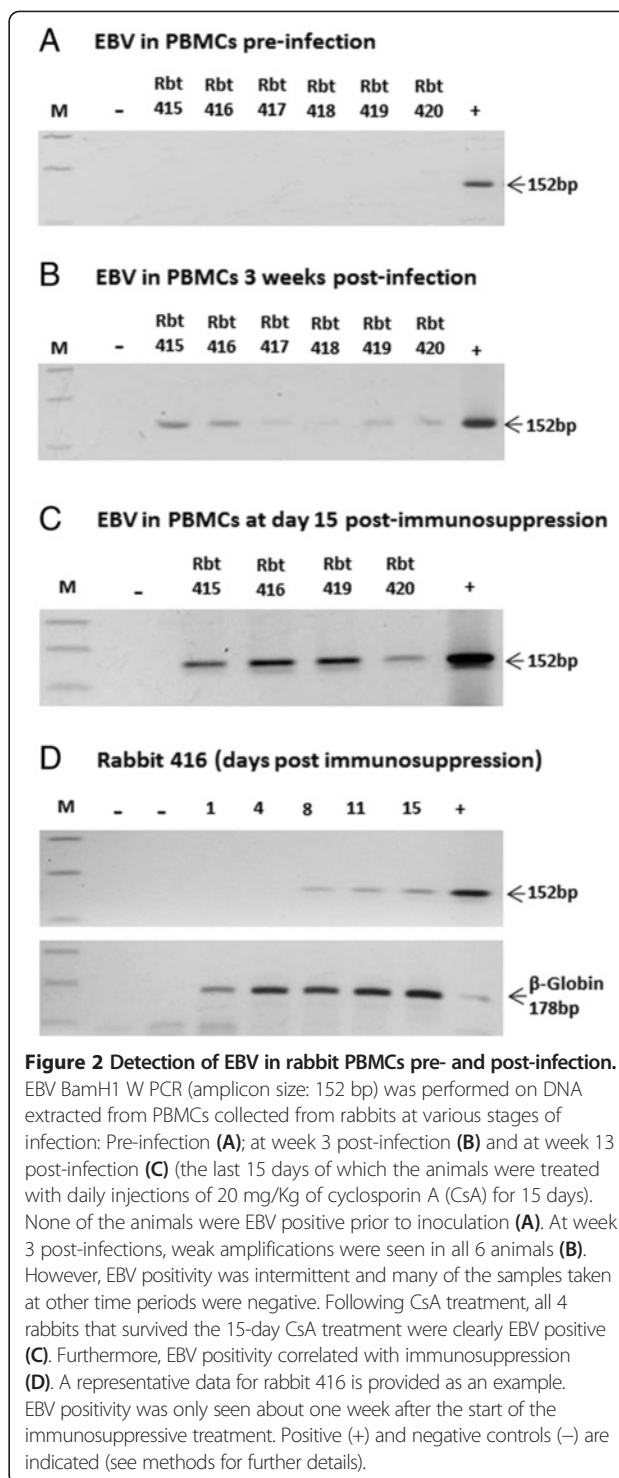 A EBV in PBMCs pre-infection
Rbt Rbt Rbt Rbt Rbt Rbt
M - 415 416 417 418 419 420 +
152bp
B EBV in PBMCs 3 weeks post-infection
Rbt Rbt Rbt Rbt Rbt Rbt
M - 415 416 417 418 419 420 +
152bp
C EBV in PBMCs at day 15 post-immunosuppression
Rbt Rbt Rbt Rbt
M - 415 416 419 420 +
152bp
D Rabbit 416 (days post immunosuppression)
M - - 1 4 8 11 15 +
152bp
β-Globin
178bp
Figure 2 Detection of EBV in rabbit PBMCs pre- and post-infection.
EBV BamH1 W PCR (amplicon size: 152 bp) was performed on DNA
extracted from PBMCs collected from rabbits at various stages of
infection: Pre-infection (A); at week 3 post-infection (B) and at week 13
post-infection (C) (the last 15 days of which the animals were treated
with daily injections of 20 mg/Kg of cyclosporin A (CsA) for 15 days).
None of the animals were EBV positive prior to inoculation (A). At week
3 post-infections, weak amplifications were seen in all 6 animals (B).
However, EBV positivity was intermittent and many of the samples taken
at other time periods were negative. Following CsA treatment, all 4
rabbits that survived the 15-day CsA treatment were clearly EBV positive
(C). Furthermore, EBV positivity correlated with immunosuppression
(D). A representative data for rabbit 416 is provided as an example.
EBV positivity was only seen about one week after the start of the
immunosuppressive treatment. Positive (+) and negative controls (−) are
indicated (see methods for further details).